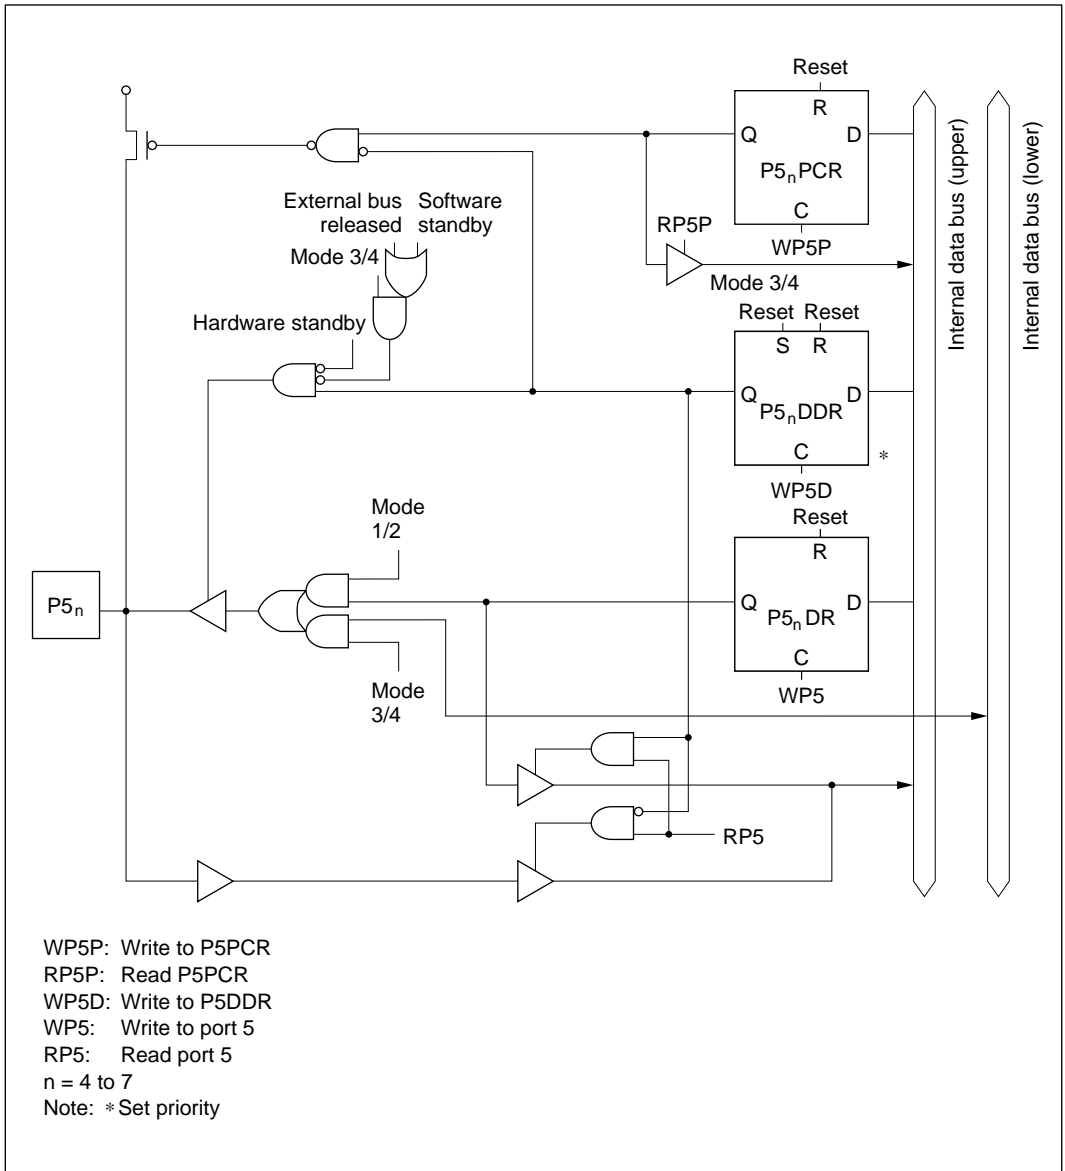 Reset
R
Q
D
P5nPCR
C
WP5P
Internal data bus (upper)
Internal data bus (lower)
External bus released
Software standby
Mode 3/4
RP5P
Mode 3/4
Hardware standby
Reset Reset
S R
Q
D
P5nDDR
C
*
WP5D
Mode
1/2
Reset
R
P5n
Q
D
P5nDR
C
WP5
Mode
3/4
RP5
WP5P: Write to P5PCR
RP5P: Read P5PCR
WP5D: Write to P5DDR
WP5: Write to port 5
RP5: Read port 5
n = 4 to 7
Note: *Set priority